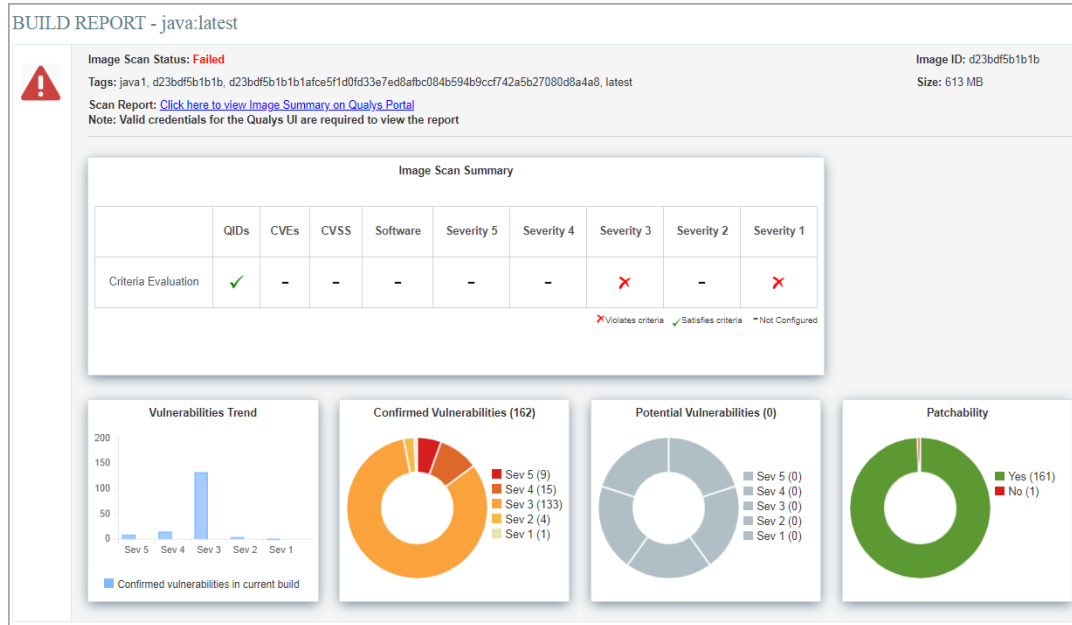 BUILD REPORT - java:latest
Image Scan Status: Failed
Image ID: d23bdf5b1b1b
Tags: java1, d23bdf5b1b1b, d23bdf5b1b1b1afce5f1d0fd33e7ed8afbc084b594b9ccf742a5b27080d8a4a8, latest
Size: 613 MB
Scan Report: Click here to view Image Summary on Qualys Portal
Note: Valid credentials for the Qualys UI are required to view the report
Image Scan Summary
QIDs CVEs CVSS Software Severity 5 Severity 4 Severity 3 Severity 2 Severity 1
Criteria Evaluation ✓ - - - - - ✗ - ✗
✗Violates criteria ✓Satisfies criteria - Not Configured
Vulnerabilities Trend
200
150
100
50
0
Sev 5 Sev 4 Sev 3 Sev 2 Sev 1
Confirmed vulnerabilities in current build
Confirmed Vulnerabilities (162)
Sev 5 (9)
Sev 4 (15)
Sev 3 (133)
Sev 2 (4)
Sev 1 (1)
Potential Vulnerabilities (0)
Sev 5 (0)
Sev 4 (0)
Sev 3 (0)
Sev 2 (0)
Sev 1 (0)
Patchability
Yes (161)
No (1)